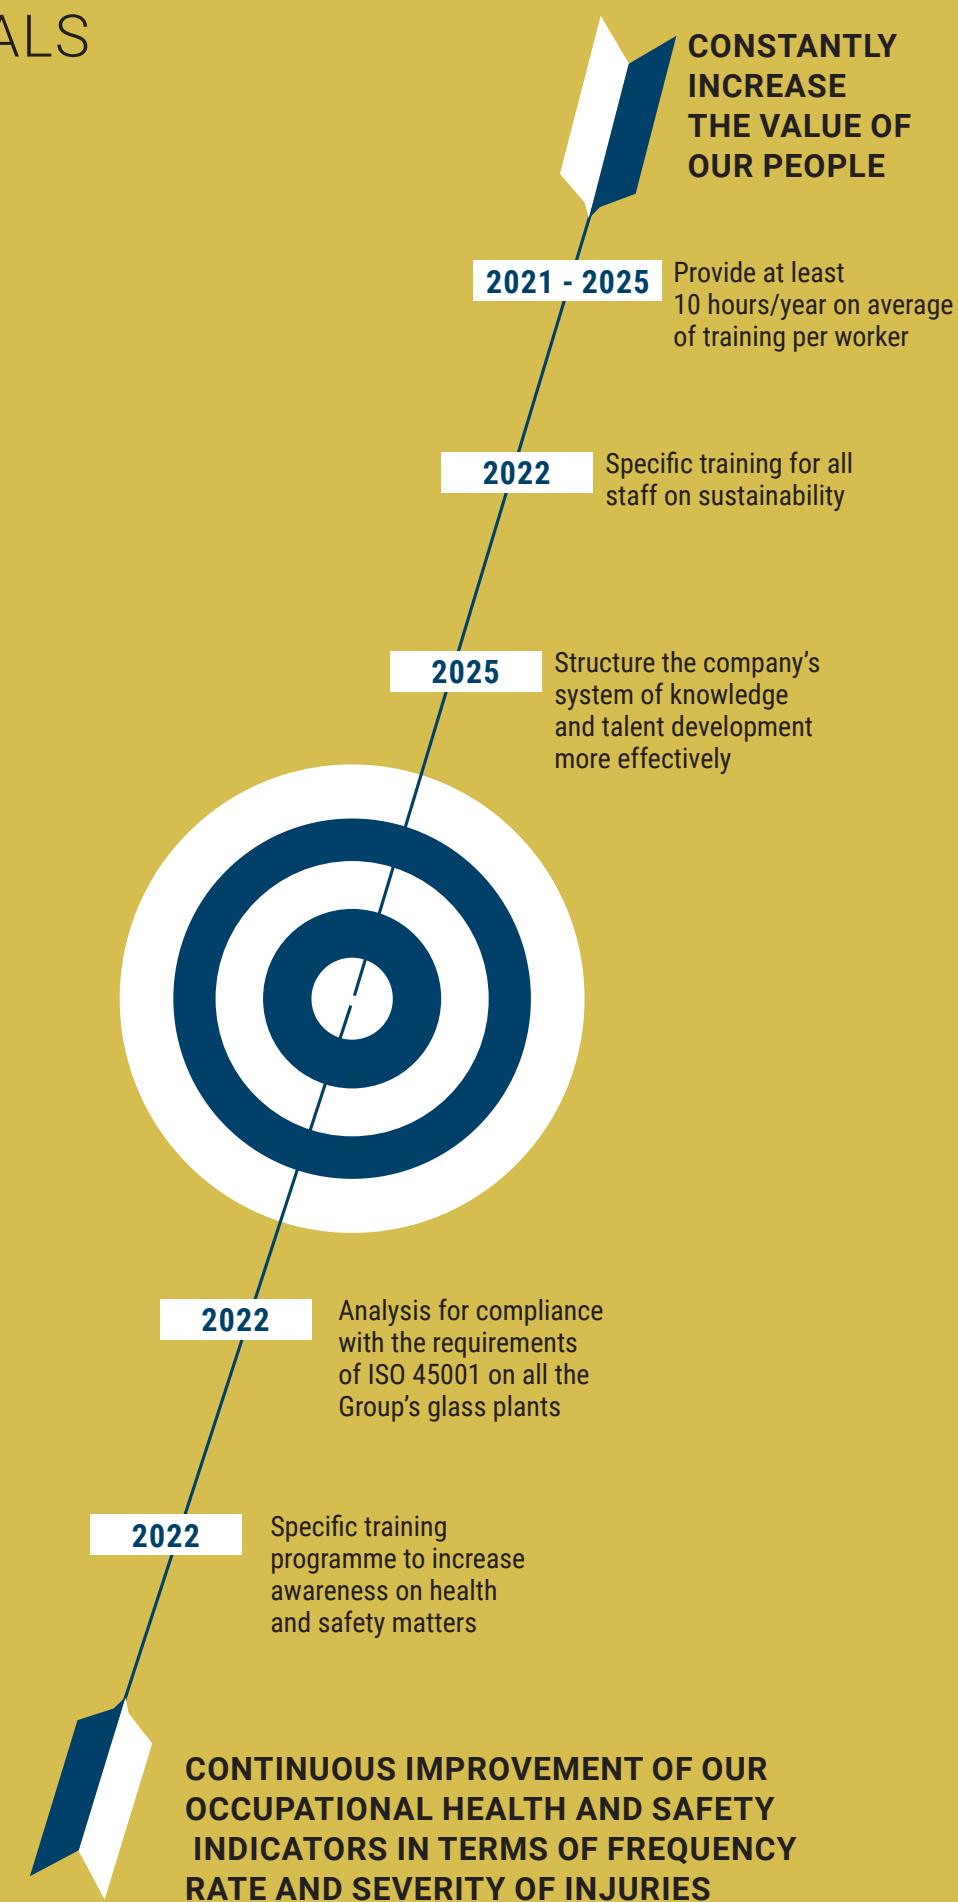 ALS
CONSTANTLY
INCREASE
THE VALUE OF
OUR PEOPLE
2021 - 2025
Provide at least
10 hours/year on average
of training per worker
2022
Specific training for all
staff on sustainability
2025
Structure the company’s
system of knowledge
and talent development
more effectively
2022
Analysis for compliance
with the requirements
of ISO 45001 on all the
Group’s glass plants
2022
Specific training
programme to increase
awareness on health
and safety matters
CONTINUOUS IMPROVEMENT OF OUR
OCCUPATIONAL HEALTH AND SAFETY
INDICATORS IN TERMS OF FREQUENCY
RATE AND SEVERITY OF INJURIES